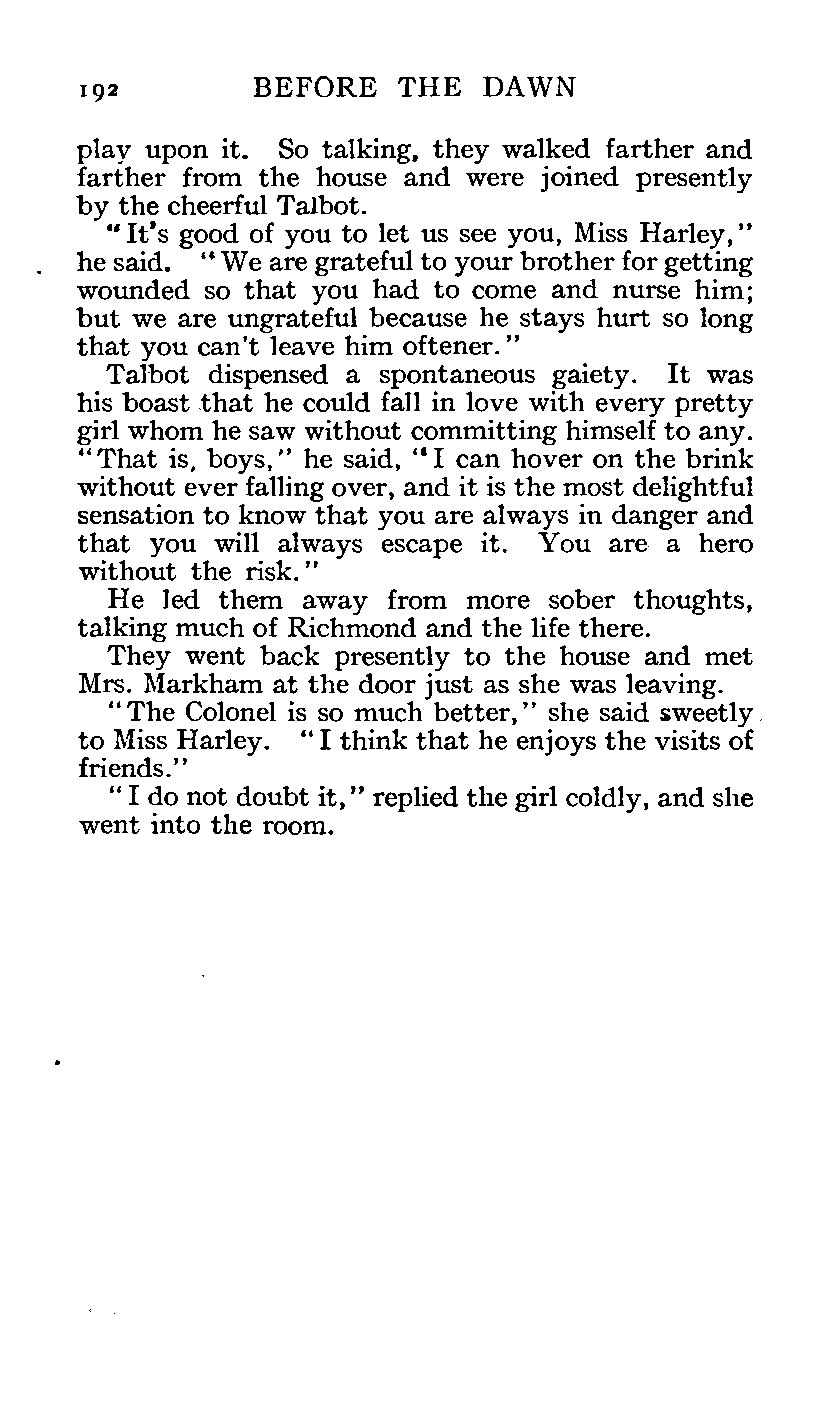 192 BEFORE THE DAWN
play upon it. So talking, they walked farther and
farther from the house and were joined presently
by the cheerful Talbot.
"It's good of you to let us see you, Miss Harley,"
he said. "We are grateful to your brother for getting
wounded so that you had to come and nurse him;
but we are ungrateful because he stays hurt so long
that you can't leave him oftener."
Talbot dispensed a spontaneous gaiety. It was
his boast that he could fall in love with every pretty
girl whom he saw without committing himself to any.
"That is, boys," he said, "I can hover on the brink
without ever falling over, and it is the most delightful
sensation to know that you are always in danger and
that you will always escape it. You are a hero
without the risk."
He led them away from more sober thoughts,
talking much of Richmond and the life there.
They went back presently to the house and met
Mrs. Markham at the door just as she was leaving.
"The Colonel is so much better," she said sweetly
to Miss Harley. "I think that he enjoys the visits of
friends."
"I do not doubt it," replied the girl coldly, and she
went into the room.